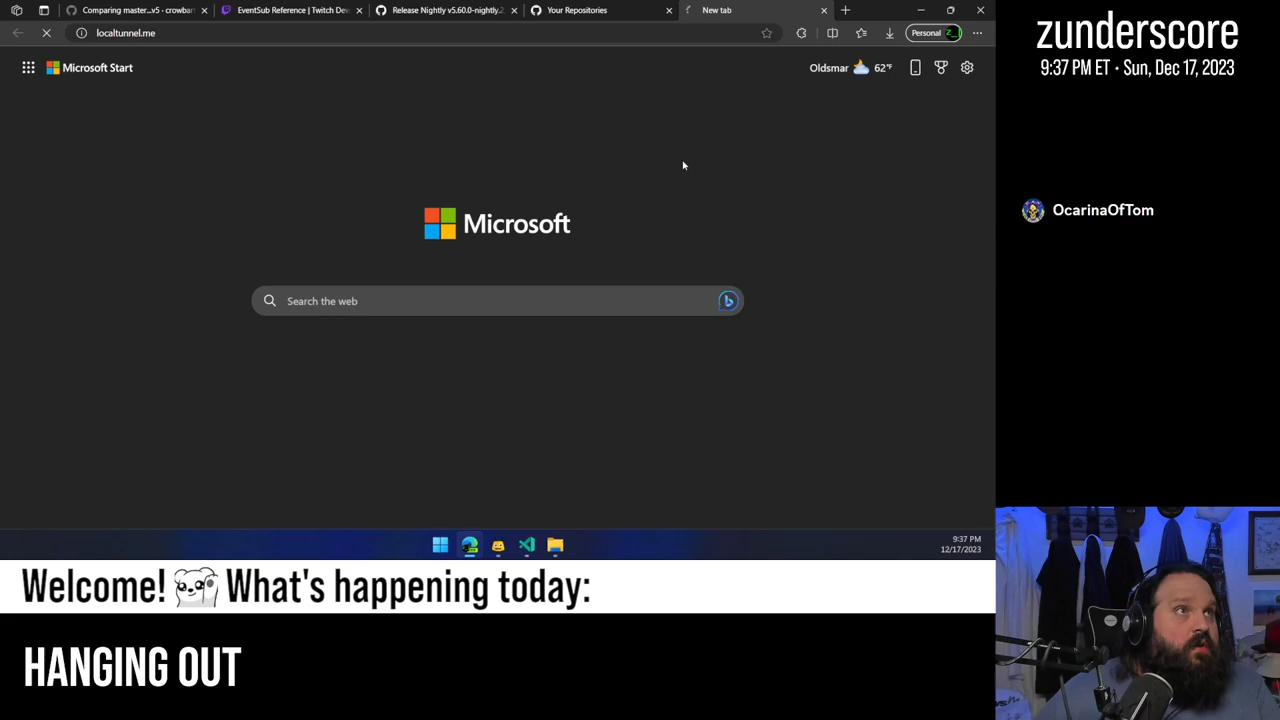 Comparing master...v5 · crowbar
EventSub Reference | Twitch Dev
Release Nightly v5.60.0-nightly.2
Your Repositories
New tab
localtunnel.me
Personal
Microsoft Start
Oldsmar 62°F
Microsoft
Search the web
9:37 PM
12/17/2023
Welcome! What's happening today:
HANGING OUT
zunderscore
9:37 PM ET · Sun, Dec 17, 2023
OcarinaOfTom